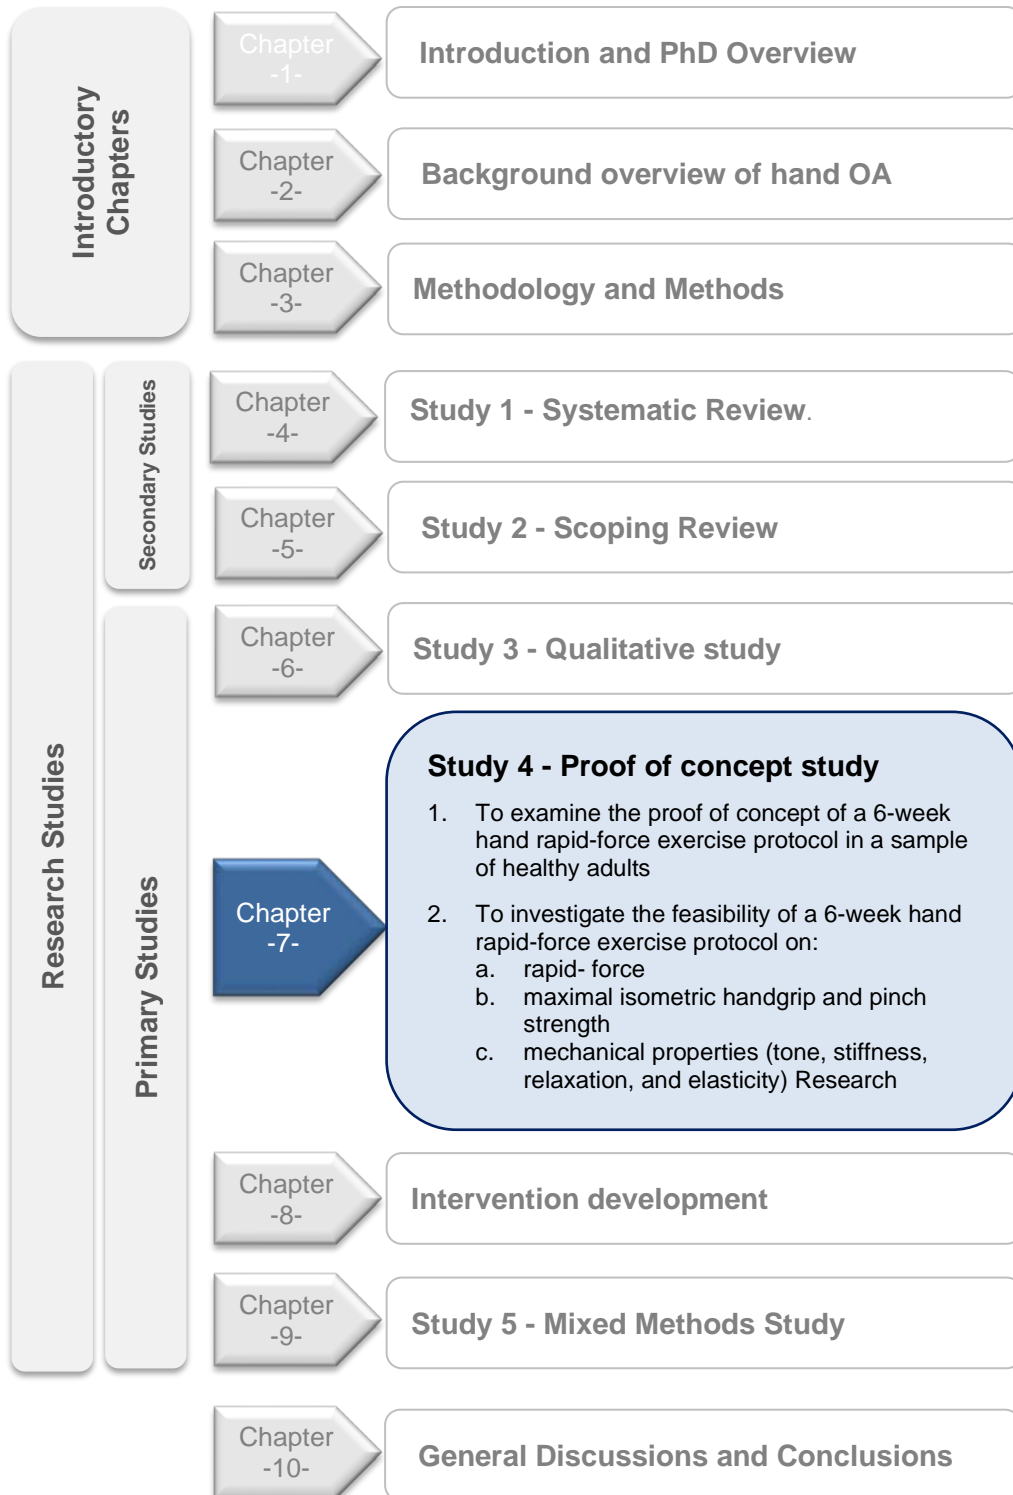 Introductory
Chapters
Chapter
-1-
Introduction and PhD Overview
Chapter
-2-
Background overview of hand OA
Chapter
-3-
Methodology and Methods
Research Studies
Secondary Studies
Chapter
-4-
Study 1 - Systematic Review.
Chapter
-5-
Study 2 - Scoping Review
Primary Studies
Chapter
-6-
Study 3 - Qualitative study
Chapter
-7-
Study 4 - Proof of concept study
1. To examine the proof of concept of a 6-week
hand rapid-force exercise protocol in a sample
of healthy adults
2. To investigate the feasibility of a 6-week hand
rapid-force exercise protocol on:
a. rapid- force
b. maximal isometric handgrip and pinch
strength
c. mechanical properties (tone, stiffness,
relaxation, and elasticity) Research
Chapter
-8-
Intervention development
Chapter
-9-
Study 5 - Mixed Methods Study
Chapter
-10-
General Discussions and Conclusions